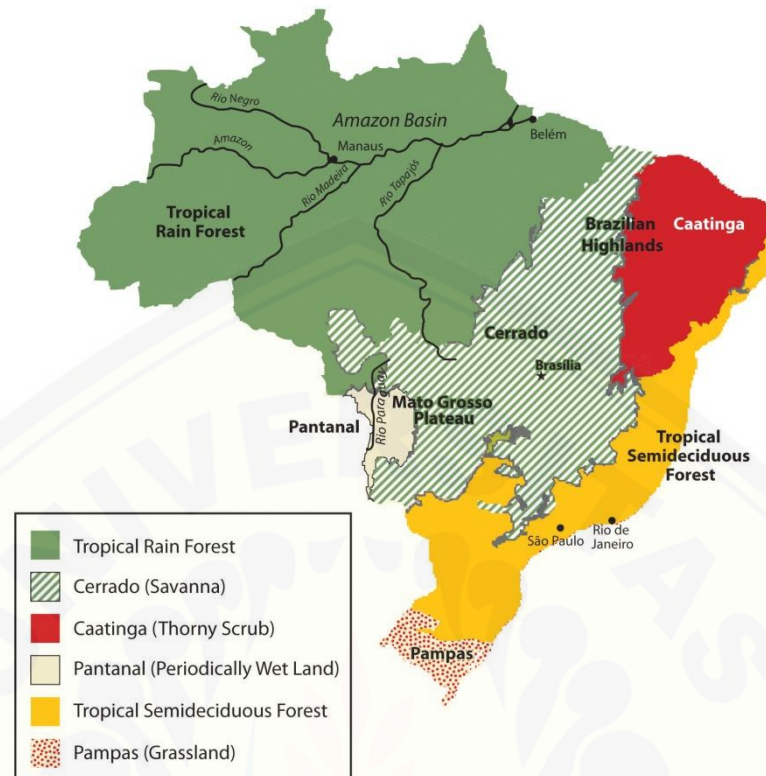 Rio Negro
Amazon Basin
Belém
Amazon
Manaus
Rio Madeira
Rio Tapajós
Tropical
Rain Forest
Brazilian
Highlands
Caatinga
Cerrado
Brasília
Rio Paraguay
Mato Grosso
Plateau
Pantanal
Tropical
Semideciduous
Forest
São Paulo
Rio de
Janeiro
Pampas
Tropical Rain Forest
Cerrado (Savanna)
Caatinga (Thorny Scrub)
Pantanal (Periodically Wet Land)
Tropical Semideciduous Forest
Pampas (Grassland)